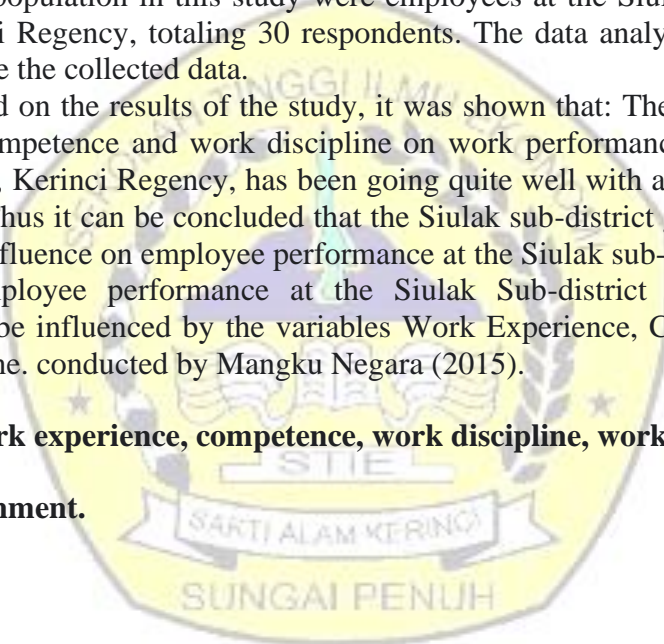 population in this study were employees at the Siul
i Regency, totaling 30 respondents. The data analy
e the collected data.
d on the results of the study, it was shown that: The
mpetence and work discipline on work performanc
, Kerinci Regency, has been going quite well with a
hus it can be concluded that the Siulak sub-district
fluence on employee performance at the Siulak sub-
ployee performance at the Siulak Sub-district
be influenced by the variables Work Experience, C
ne. conducted by Mangku Negara (2015).
rk experience, competence, work discipline, work
nment.
SEKOLAH TINGGI ILMU EKONOMI
STIE
SAKTI ALAM KERINCI
SUNGAI PENUH